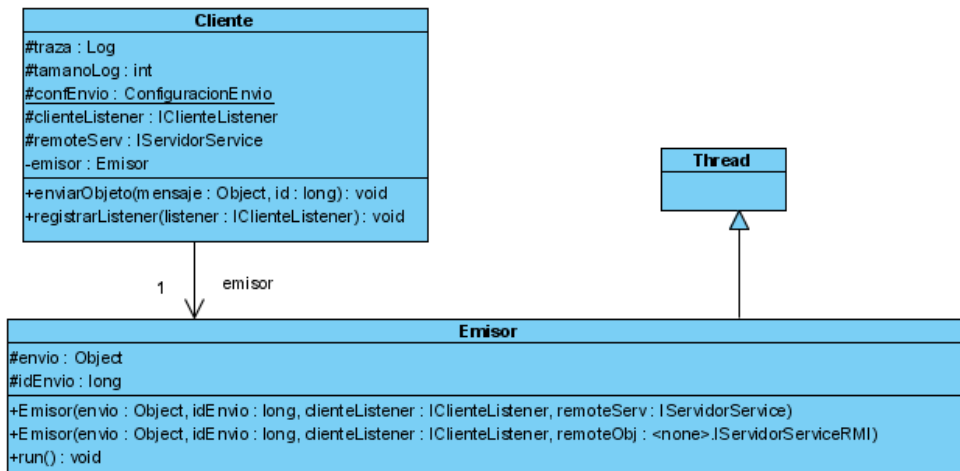 Cliente
#traza : Log
#tamanoLog : int
#confEnvio : ConfiguracionEnvio
#clienteListener : IClienteListener
#remoteServ : IServidorService
-emisor : Emisor
+enviarObjeto(mensaje : Object, id : long) : void
+registrarListener(listener : IClienteListener) : void
Thread
1
emisor
Emisor
#envio : Object
#idEnvio : long
+Emisor(envio : Object, idEnvio : long, clienteListener : IClienteListener, remoteServ : IServidorService)
+Emisor(envio : Object, idEnvio : long, clienteListener : IClienteListener, remoteObj : <none>.IServidorServiceRMI)
+run() : void